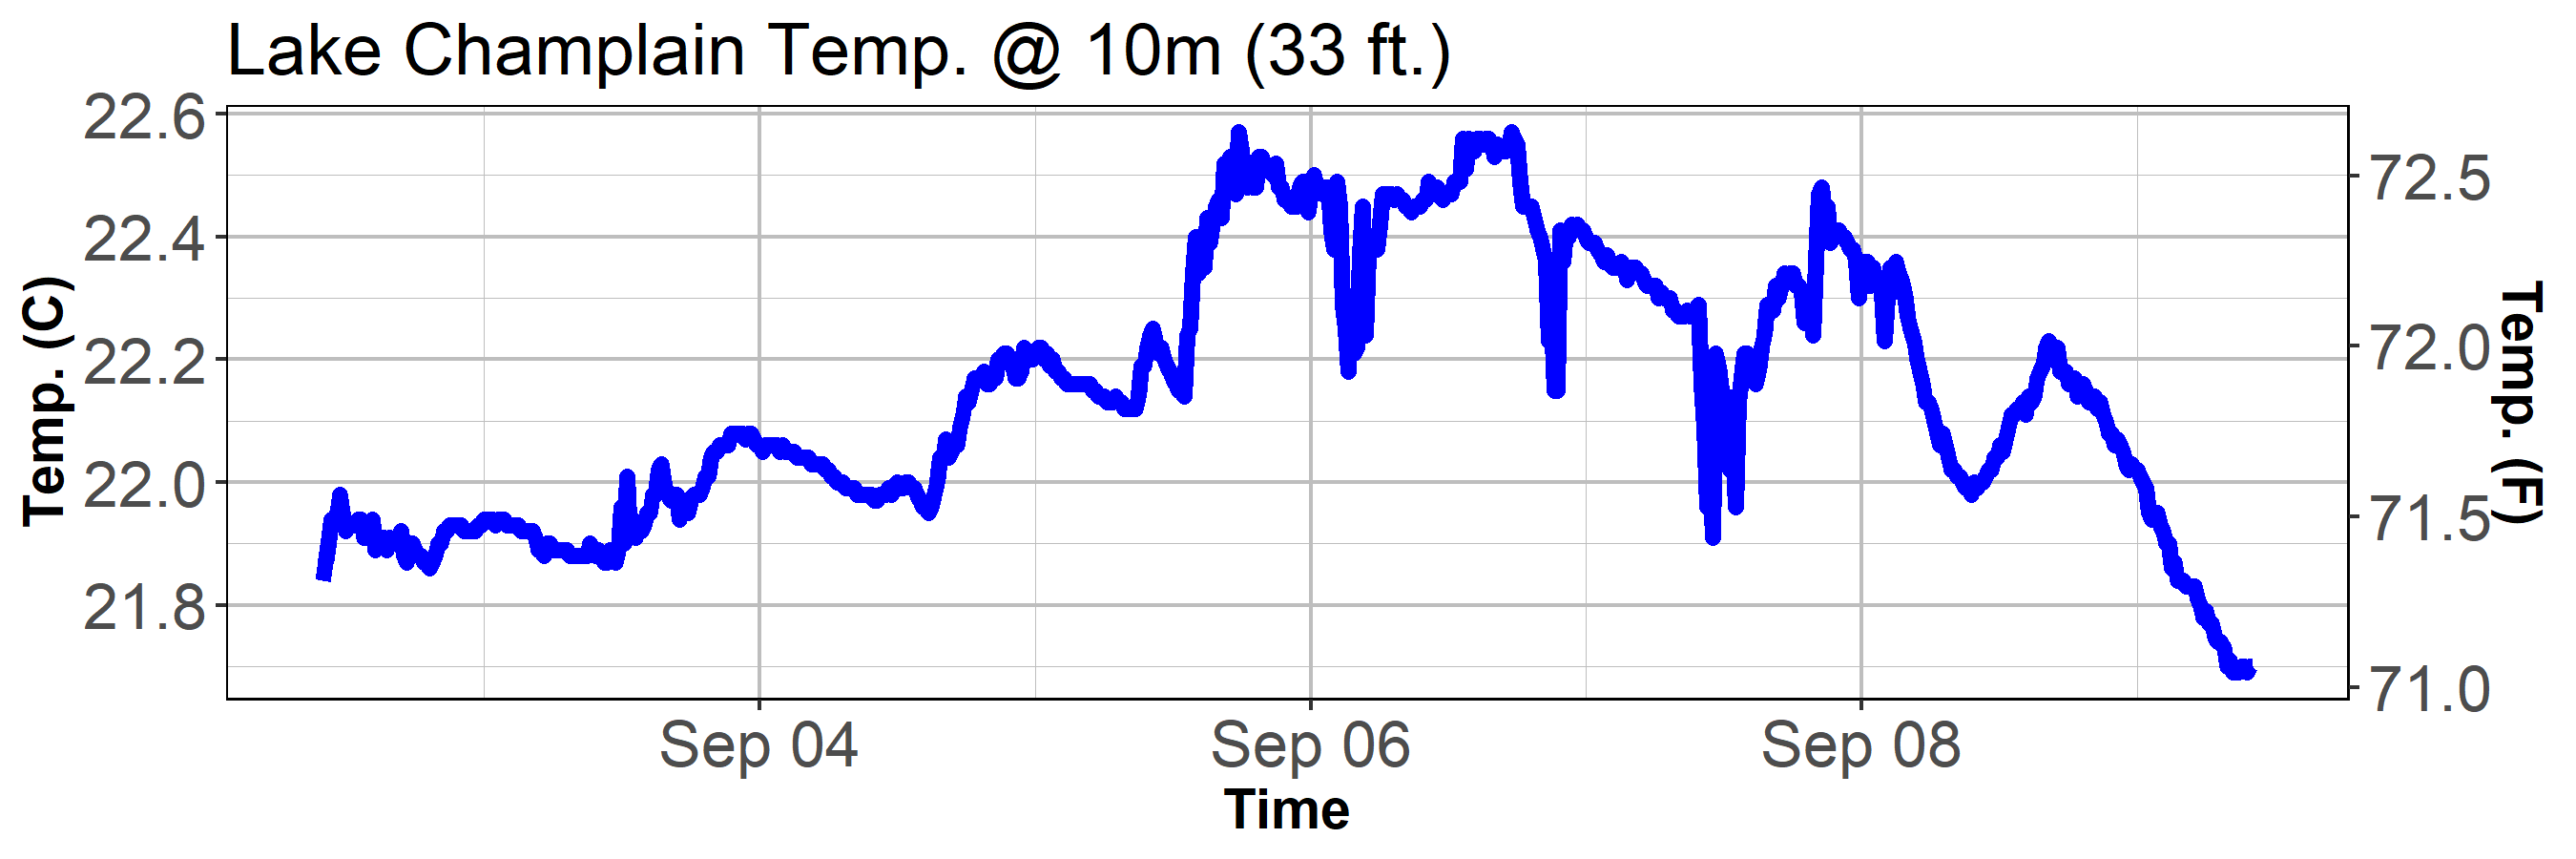 Lake Champlain Temp. @ 10m (33 ft.)
Temp. (C)
22.6
22.4
22.2
22.0
21.8
72.5
72.0
71.5
71.0
Temp. (F)
Sep 04 Sep 06 Sep 08
Time